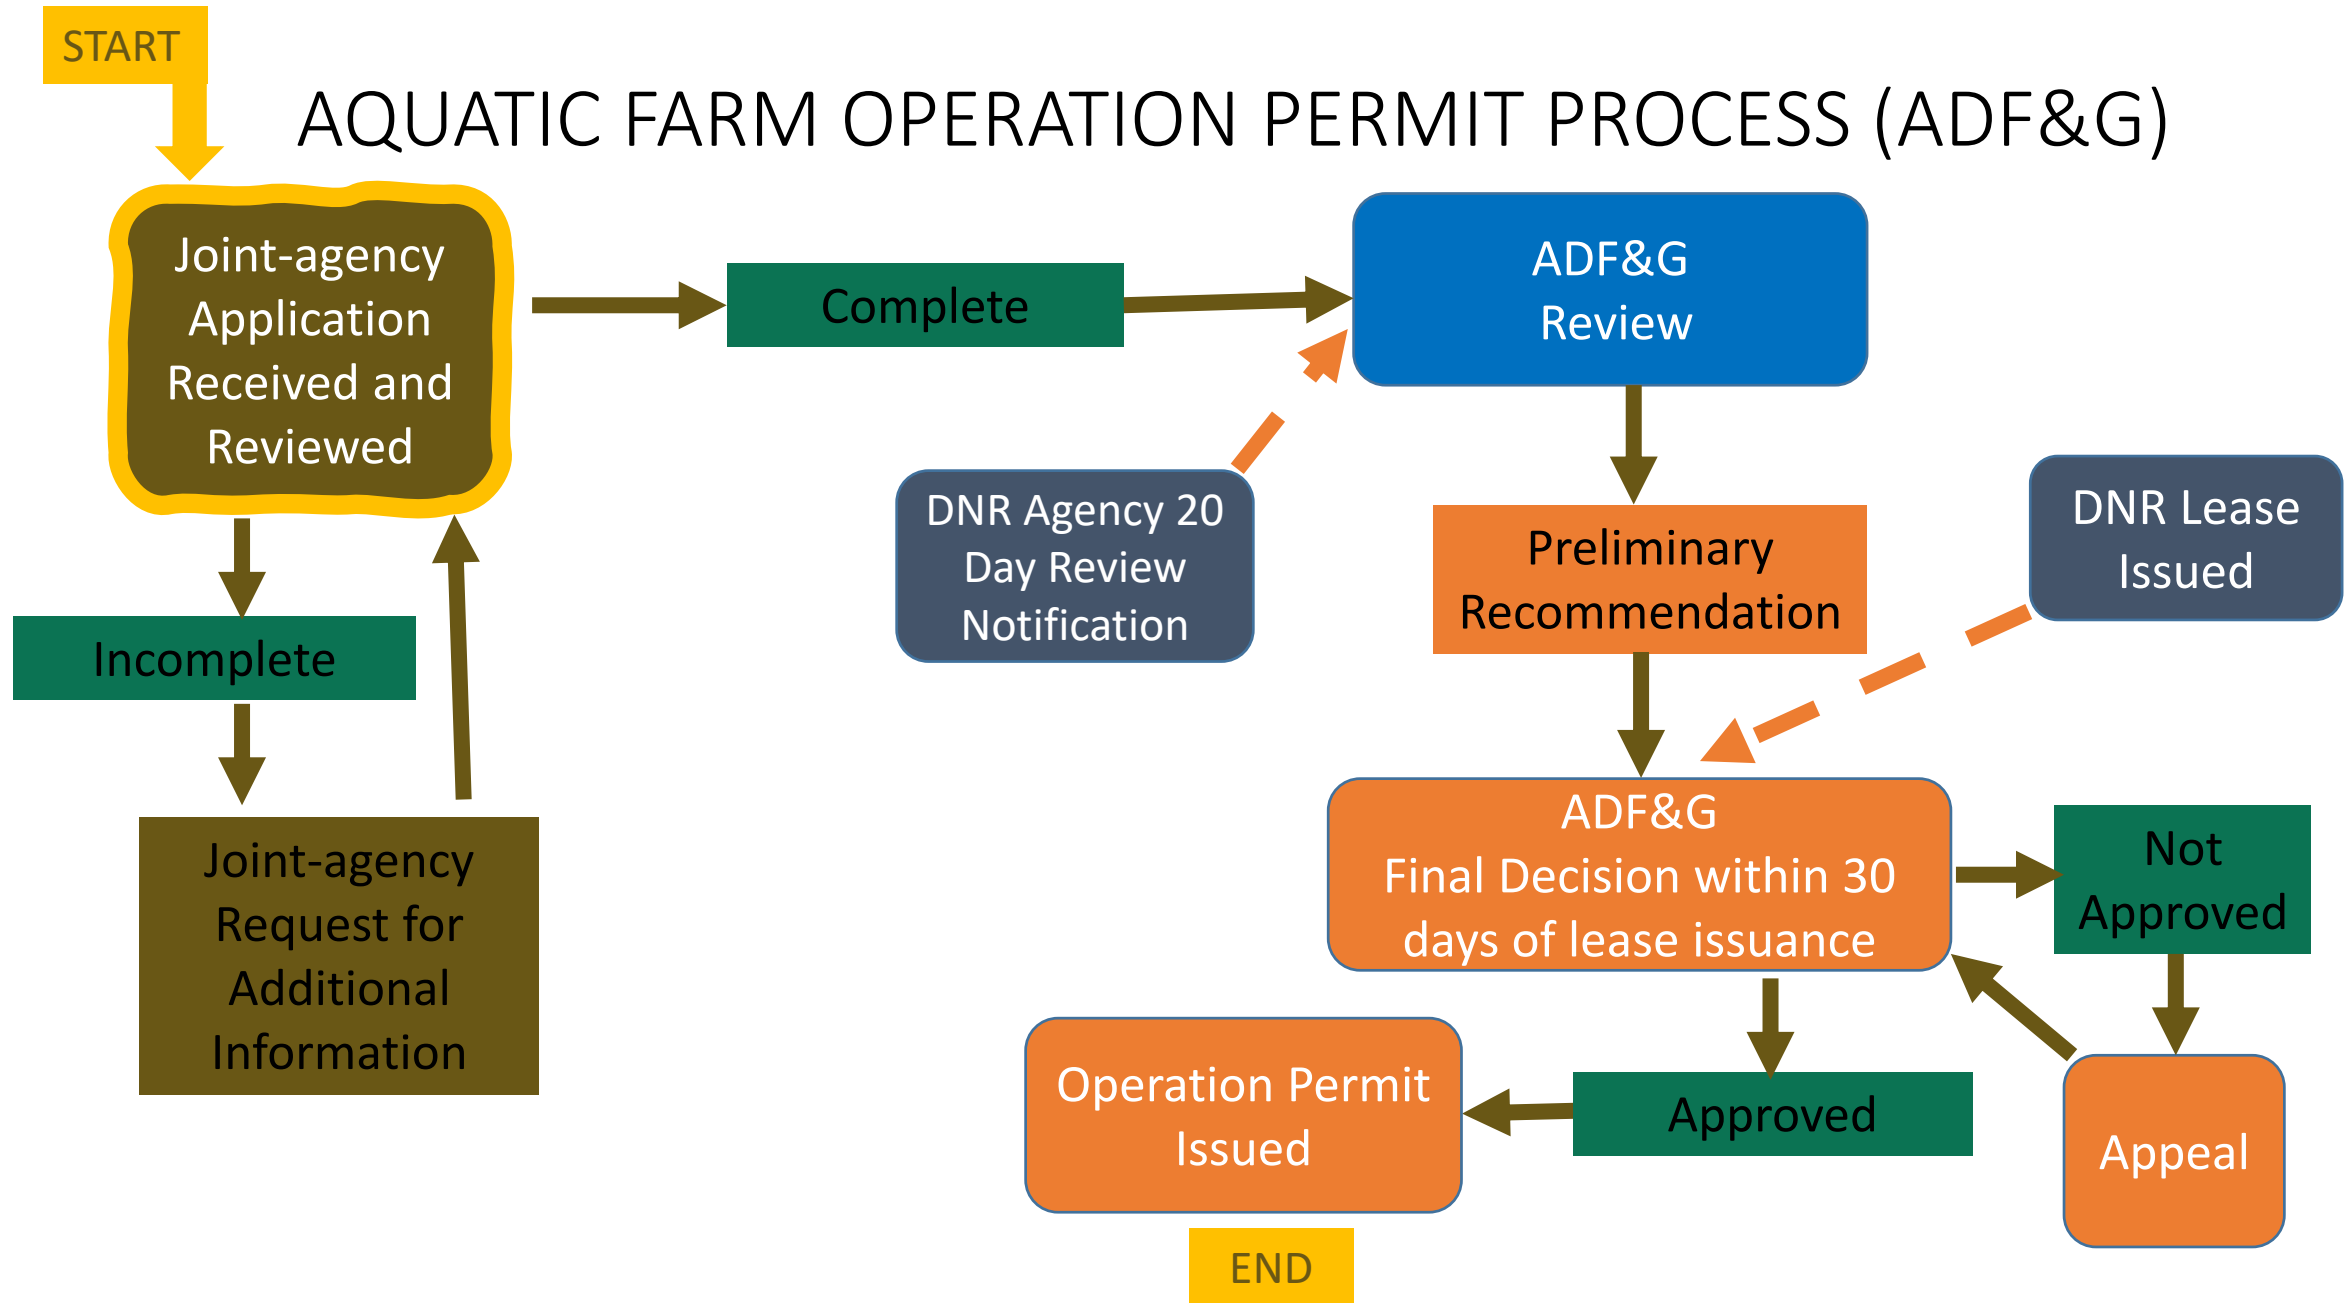 START
AQUATIC FARM OPERATION PERMIT PROCESS (ADF&G)
Joint-agency
Application
Received and
Reviewed
Complete
ADF&G
Review
DNR Agency 20
Day Review
Notification
Preliminary
Recommendation
DNR Lease
Issued
Incomplete
Joint-agency
Request for
Additional
Information
ADF&G
Final Decision within 30
days of lease issuance
Not
Approved
Operation Permit
Issued
Approved
Appeal
END